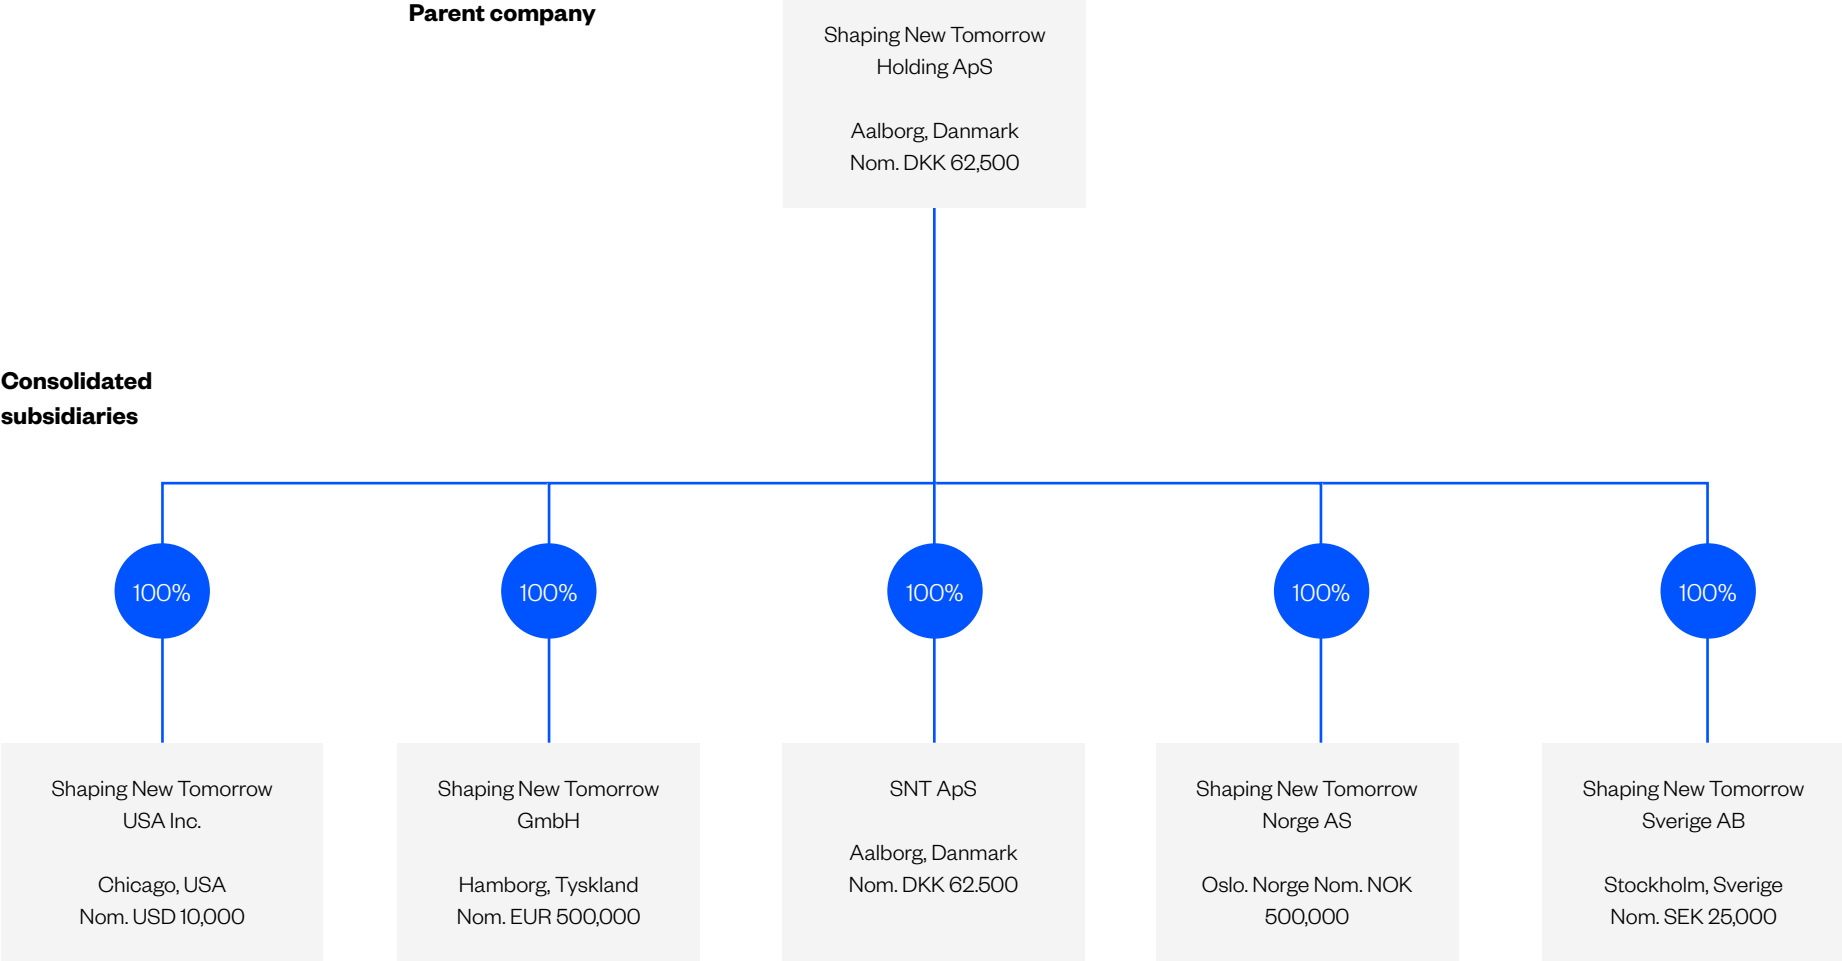 Parent company
Shaping New Tomorrow
Holding ApS
Aalborg, Danmark
Nom. DKK 62,500
Consolidated
subsidiaries
100%
100%
100%
100%
100%
Shaping New Tomorrow
USA Inc.
Chicago, USA
Nom. USD 10,000
Shaping New Tomorrow
GmbH
Hamborg, Tyskland
Nom. EUR 500,000
SNT ApS
Aalborg, Danmark
Nom. DKK 62.500
Shaping New Tomorrow
Norge AS
Oslo. Norge Nom. NOK
500,000
Shaping New Tomorrow
Sverige AB
Stockholm, Sverige
Nom. SEK 25,000